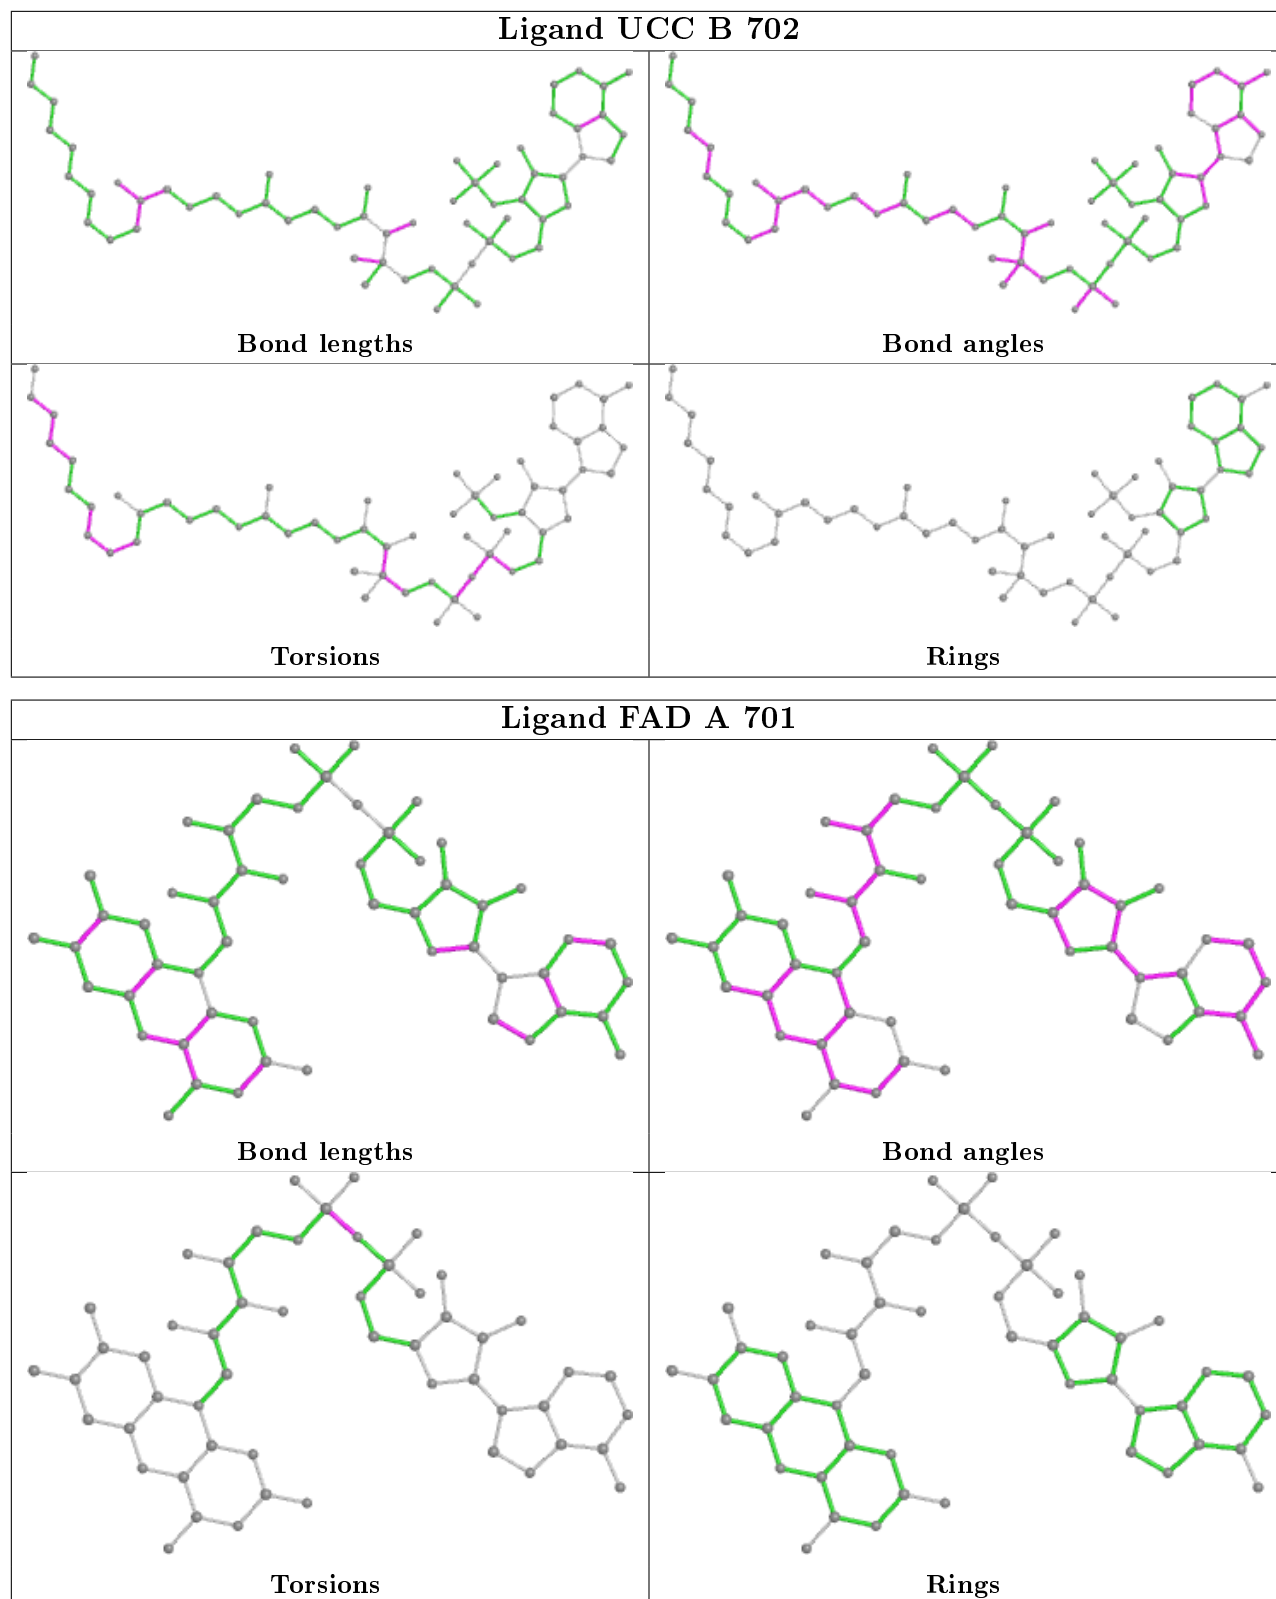 Ligand UCC B 702
Bond lengths
Bond angles
Torsions
Rings
Ligand FAD A 701
Bond lengths
Bond angles
Torsions
Rings